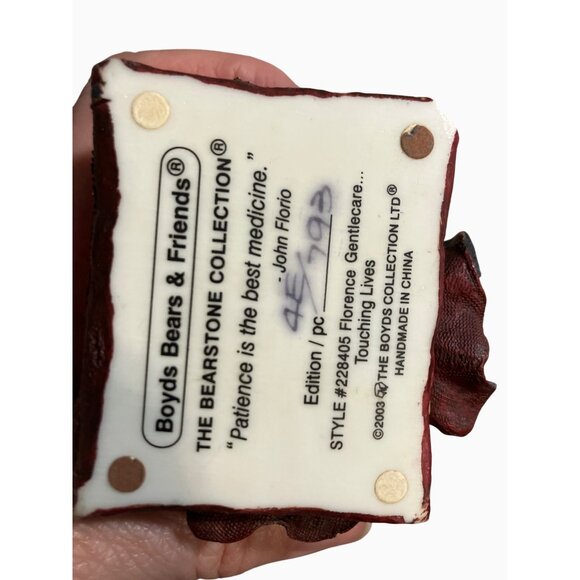 Boyds Bears & Friends®
THE BEARSTONE COLLECTION®
“Patience is the best medicine.”
- John Florio
Edition / pc 4E/793
STYLE #228405 Florence Gentlecare...
Touching Lives
©2003 THE BOYDS COLLECTION LTD®
HANDMADE IN CHINA